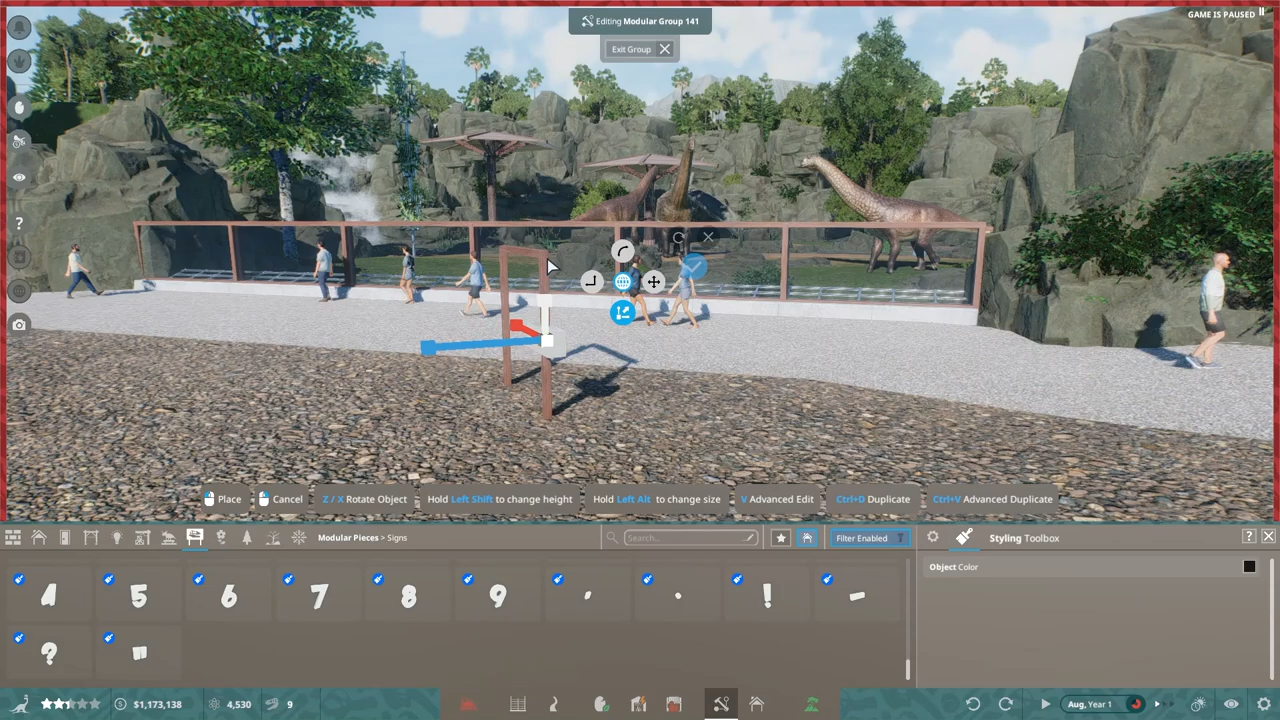 Editing Modular Group 141
GAME IS PAUSED
Exit Group
?
Place
Cancel
Z / X Rotate Object
Hold Left Shift to change height
Hold Left Alt to change size
V Advanced Edit
Ctrl+D Duplicate
Ctrl+V Advanced Duplicate
Modular Pieces > Signs
Search...
Filter Enabled
Styling Toolbox
?
Object Color
4 5 6 7 8 9 ' . ! -
? "
$1,173,138
4,530
9
Aug, Year 1